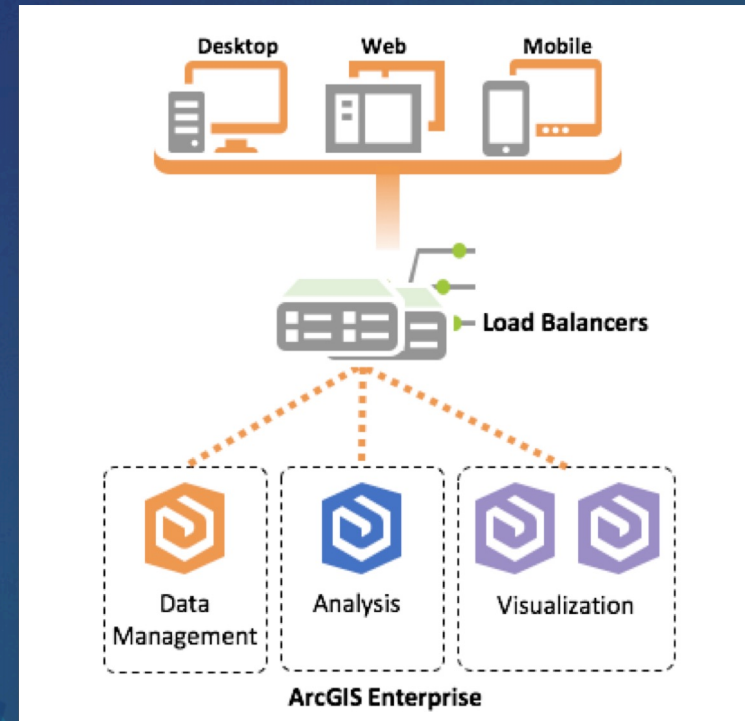 Desktop
Web
Mobile
Load Balancers
Data
Management
Analysis
Visualization
ArcGIS Enterprise